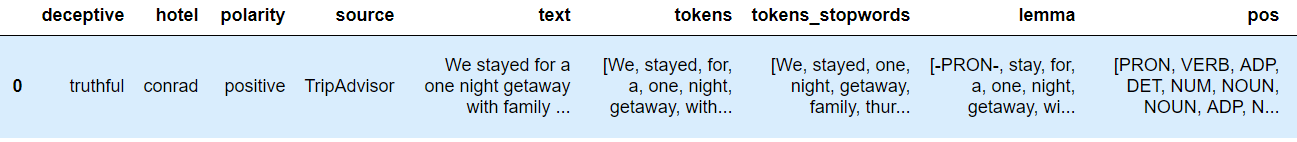 deceptive hotel polarity source text tokens tokens_stopwords lemma pos
We stayed for a [We, stayed, for, [We, stayed, one, [-PRON-, stay, for, [PRON, VERB, ADP,
0 truthful conrad positive TripAdvisor one night getaway a, one, night, night, getaway, a, one, night, DET, NUM, NOUN,
with family ... getaway, with... family, thur... getaway, wi... NOUN, ADP, N...